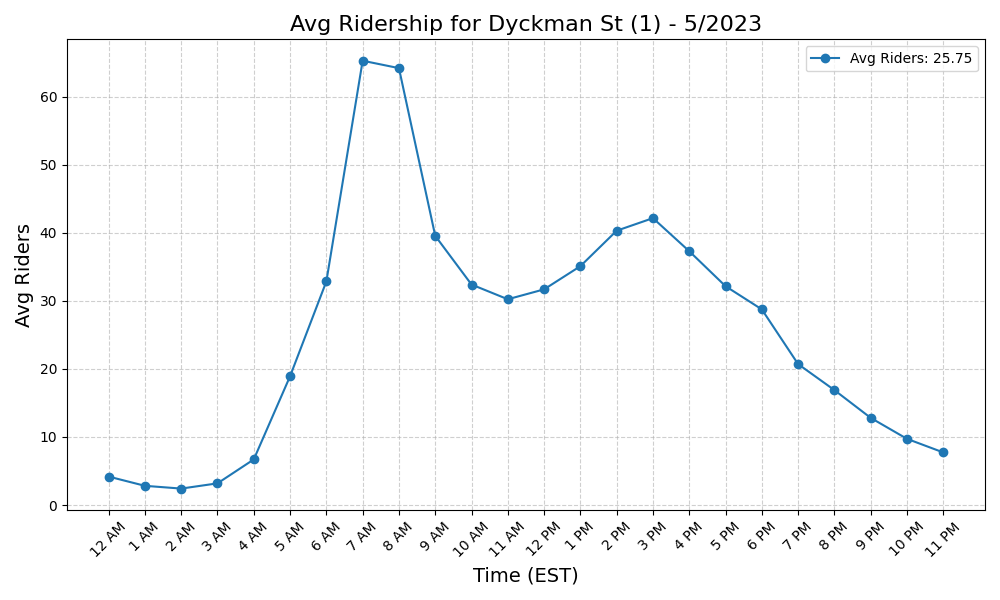 Avg Ridership for Dyckman St (1) - 5/2023
Avg Riders: 25.75
Avg Riders
60
50
40
30
20
10
0
12 AM 1 AM 2 AM 3 AM 4 AM 5 AM 6 AM 7 AM 8 AM 9 AM 10 AM 11 AM 12 PM 1 PM 2 PM 3 PM 4 PM 5 PM 6 PM 7 PM 8 PM 9 PM 10 PM 11 PM
Time (EST)